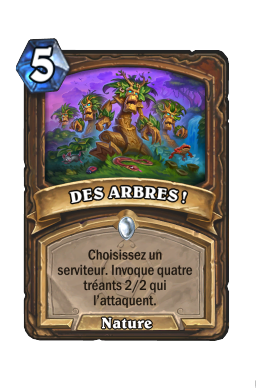 5
DES ARBRES !
Choisissez un
serviteur. Invoque quatre
tréants 2/2 qui
l'attaquent.
Nature